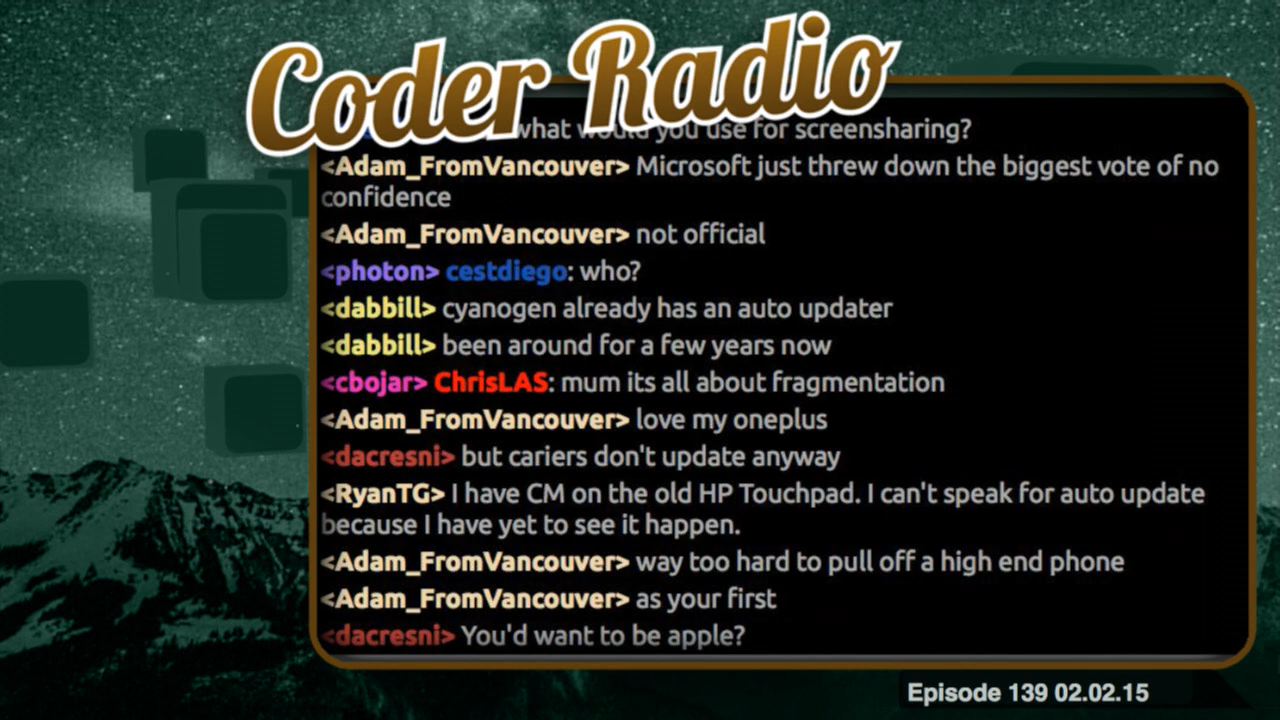 Coder Radio
what would you use for screensharing?
<Adam_FromVancouver> Microsoft just threw down the biggest vote of no
confidence
<Adam_FromVancouver> not official
<photon> cestdiego: who?
<dabbill> cyanogen already has an auto updater
<dabbill> been around for a few years now
<cbojar> ChrisLAS: mum its all about fragmentation
<Adam_FromVancouver> love my oneplus
<dacresni> but cariers don't update anyway
<RyanTG> I have CM on the old HP Touchpad. I can't speak for auto update
because I have yet to see it happen.
<Adam_FromVancouver> way too hard to pull off a high end phone
<Adam_FromVancouver> as your first
<dacresni> You'd want to be apple?
Episode 139 02.02.15